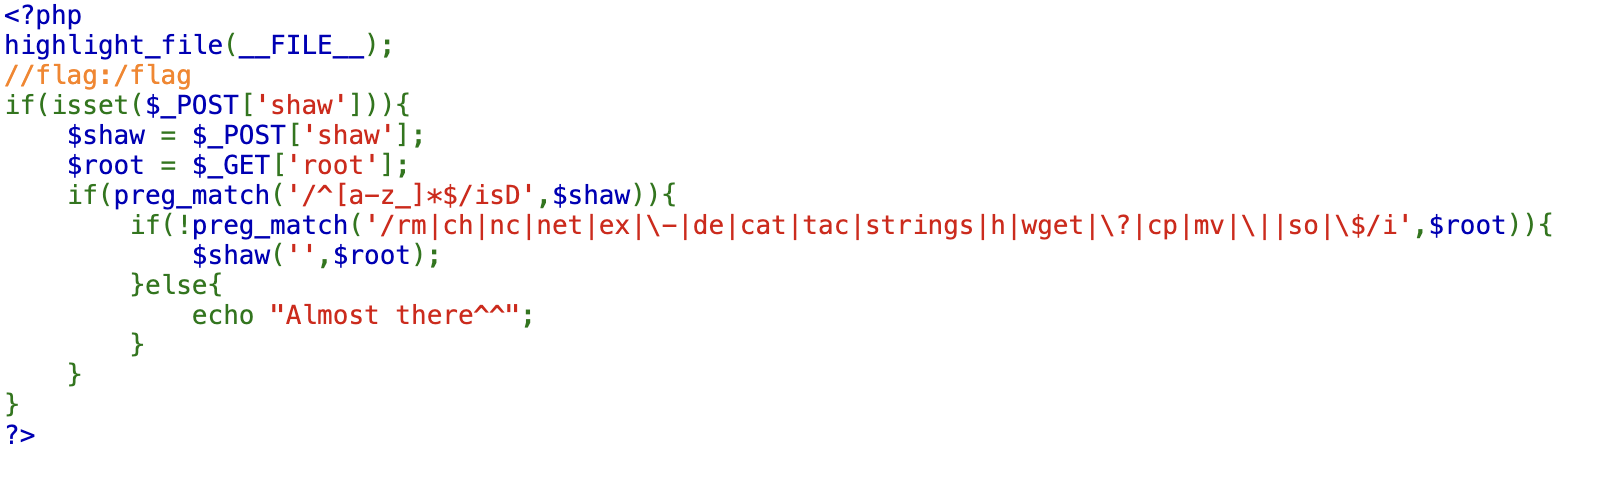 <?php
highlight_file(__FILE__);
//flag:/flag
if(isset($_POST['shaw'])){
    $shaw = $_POST['shaw'];
    $root = $_GET['root'];
    if(preg_match('/^[a-z_]*$/isD',$shaw)){
        if(!preg_match('/rm|ch|nc|net|ex|\-|de|cat|tac|strings|h|wget|\?|cp|mv|\||so|\$/i',$root)){
            $shaw('',$root);
        }else{
            echo "Almost there^^";
        }
    }
}
?>